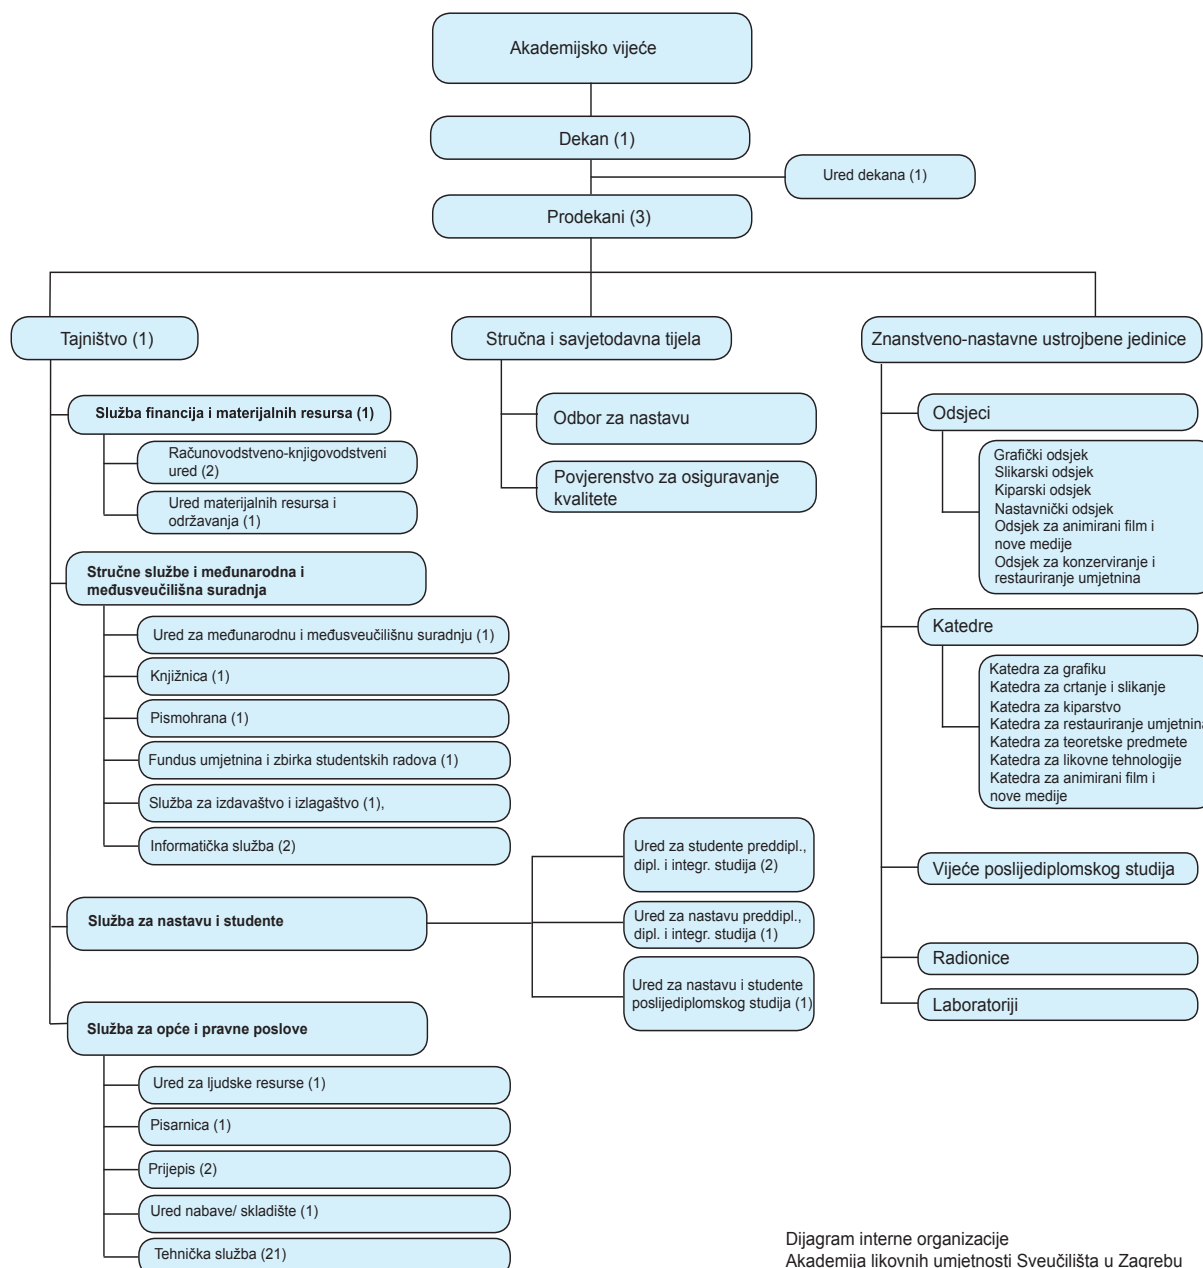 Akademijsko vijeće
Dekan (1)
Ured dekana (1)
Prodekani (3)
Tajništvo (1)
Služba financija i materijalnih resursa (1)
Računovodstveno-knjigovodstveni
ured (2)
Ured materijalnih resursa i
održavanja (1)
Stručne službe i međunarodna i
međusveučilišna suradnja
Ured za međunarodnu i međusveučilišnu suradnju (1)
Knjižnica (1)
Pismohrana (1)
Fundus umjetnina i zbirka studentskih radova (1)
Služba za izdavaštvo i izlagaštvo (1),
Informatička služba (2)
Služba za nastavu i studente
Ured za studente preddipl.,
dipl. i integr. studija (2)
Ured za nastavu preddipl.,
dipl. i integr. studija (1)
Ured za nastavu i studente
poslijediplomskog studija (1)
Služba za opće i pravne poslove
Ured za ljudske resurse (1)
Pisarnica (1)
Prijepis (2)
Ured nabave/ skladište (1)
Tehnička služba (21)
Stručna i savjetodavna tijela
Odbor za nastavu
Povjerenstvo za osiguravanje
kvalitete
Znanstveno-nastavne ustrojbene jedinice
Odsjeci
Grafički odsjek
Slikarski odsjek
Kiparski odsjek
Nastavnički odsjek
Odsjek za animirani film i
nove medije
Odsjek za konzerviranje i
restauriranje umjetnina
Katedre
Katedra za grafiku
Katedra za crtanje i slikanje
Katedra za kiparstvo
Katedra za restauriranje umjetnina
Katedra za teoretske predmete
Katedra za likovne tehnologije
Katedra za animirani film i
nove medije
Vijeće poslijediplomskog studija
Radionice
Laboratoriji
Dijagram interne organizacije
Akademija likovnih umjetnosti Sveučilišta u Zagrebu